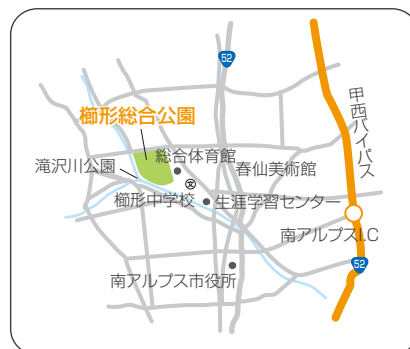 52
甲西バイパス
櫛形総合公園
総合体育館
春仙美術館
滝沢川公園
文
櫛形中学校
生涯学習センター
南アルプスI.C
南アルプス市役所
52